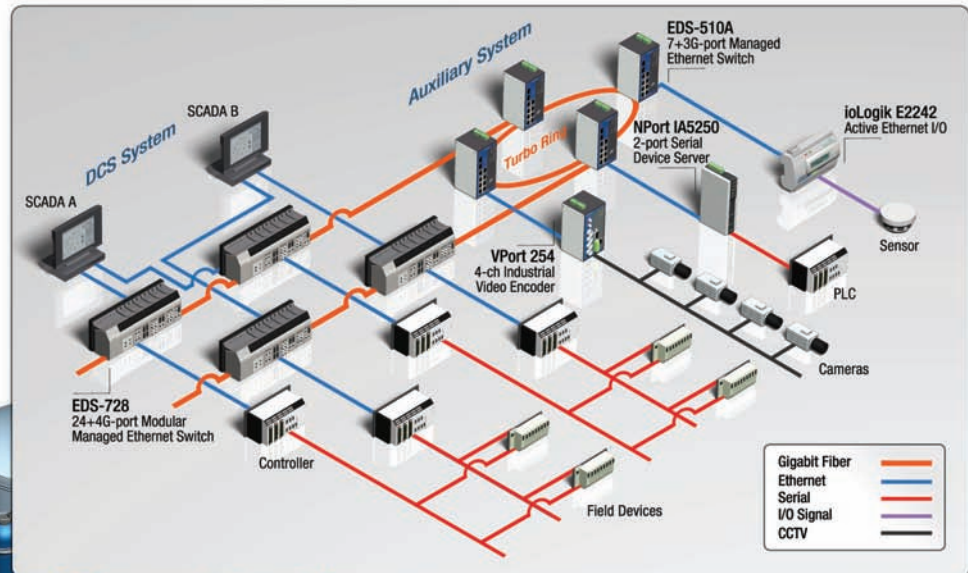 EDS-510A
7+3G-port Managed
Ethernet Switch
Auxiliary System
ioLogik E2242
Active Ethernet I/O
SCADA B
NPort IA5250
2-port Serial
Device Server
DCS System
Turbo Ring
SCADA A
Sensor
VPort 254
4-ch Industrial
Video Encoder
PLC
Cameras
EDS-728
24+4G-port Modular
Managed Ethernet Switch
Controller
Field Devices
Gigabit Fiber
Ethernet
Serial
I/O Signal
CCTV